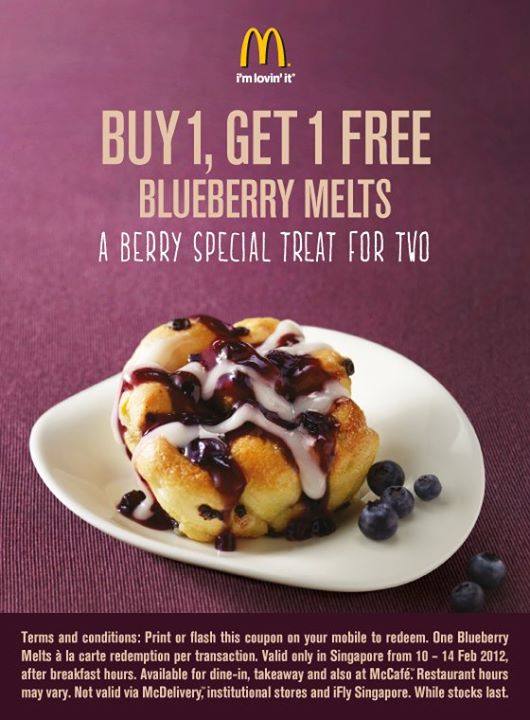 i'm lovin' it®
BUY 1, GET 1 FREE
BLUEBERRY MELTS
A BERRY SPECIAL TREAT FOR TWO
Terms and conditions: Print or flash this coupon on your mobile to redeem. One Blueberry
Melts à la carte redemption per transaction. Valid only in Singapore from 10 – 14 Feb 2012,
after breakfast hours. Available for dine-in, takeaway and also at McCafé.™ Restaurant hours
may vary. Not valid via McDelivery,™ institutional stores and iFly Singapore. While stocks last.